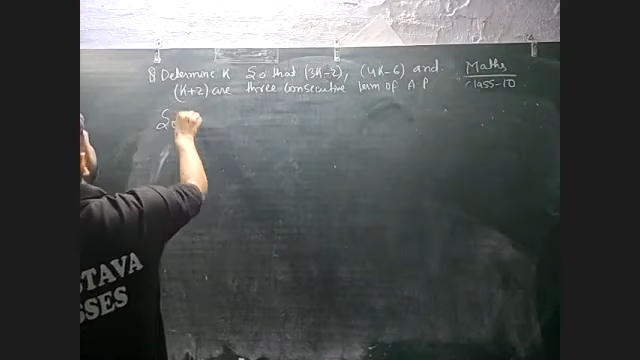 Q Determine K So that (3K-2), (4K-6) and
(K+2) are three consecutive term of A P
Maths
Class-10
So
STAVA
SSES